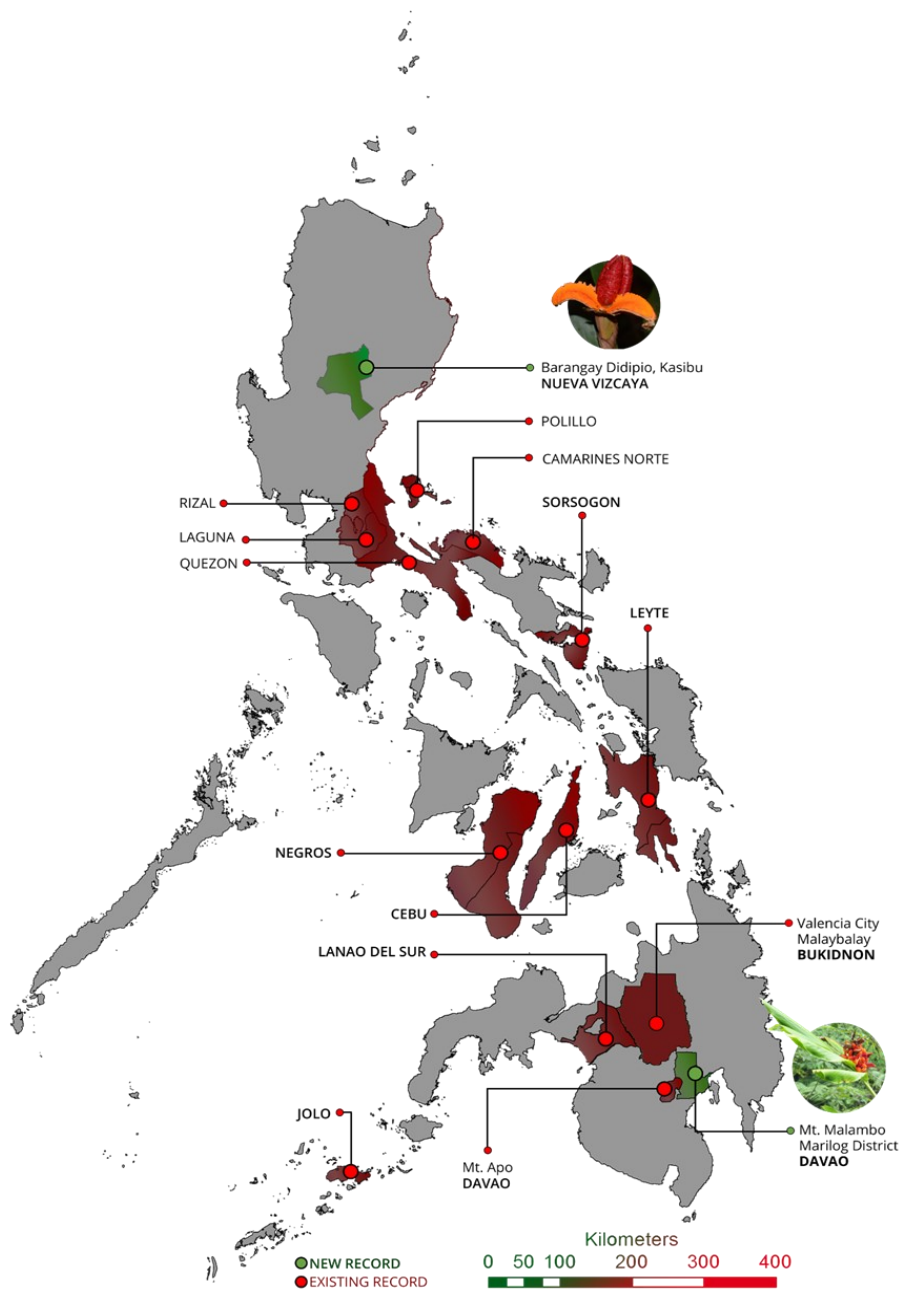 Barangay Didipio, Kasibu
NUEVA VIZCAYA
POLILLO
CAMARINES NORTE
RIZAL
SORSOGON
LAGUNA
QUEZON
LEYTE
NEGROS
CEBU
Valencia City
Malaybalay
BUKIDNON
LANAO DEL SUR
JOLO
Mt. Malambo
Marilog District
DAVAO
Mt. Apo
DAVAO
Kilometers
NEW RECORD
EXISTING RECORD
0 50 100 200 300 400